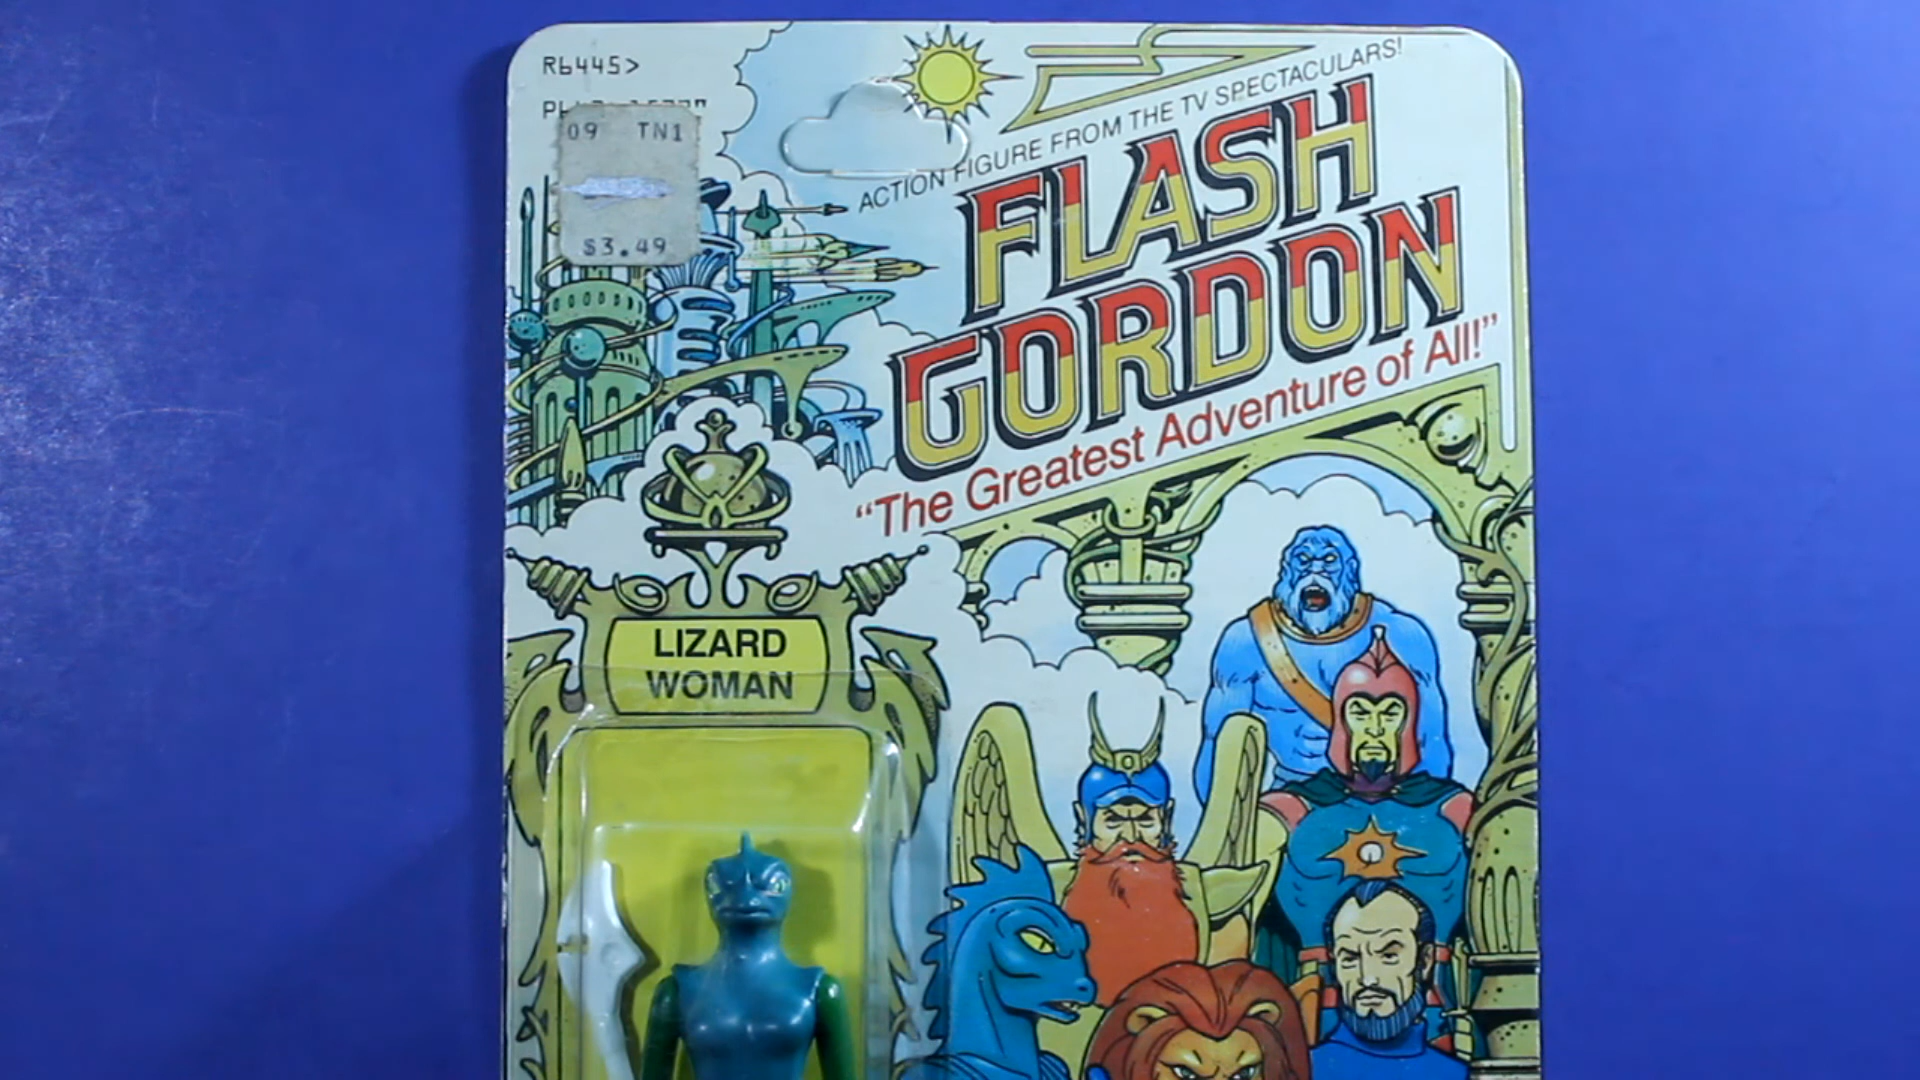 R6445>
09 TN1
$3.49
ACTION FIGURE FROM THE TV SPECTACULARS!
FLASH
GORDON
“The Greatest Adventure of All!”
LIZARD
WOMAN